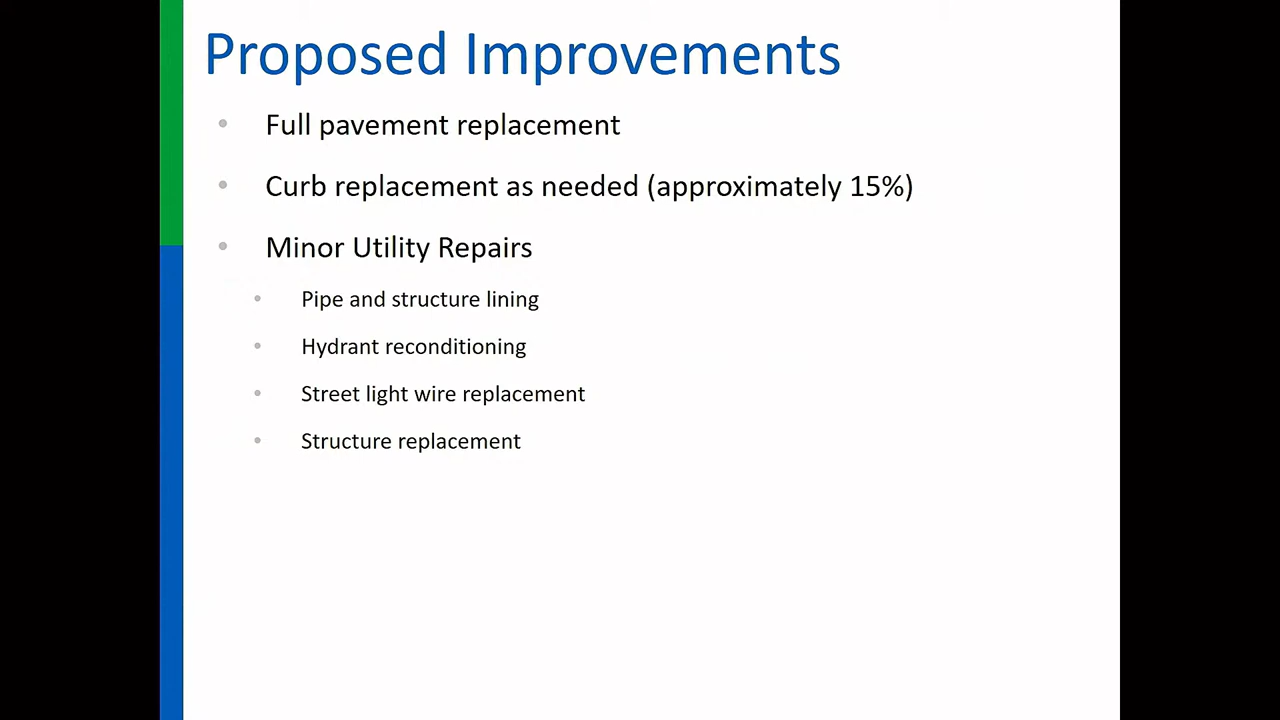 Proposed Improvements
• Full pavement replacement
• Curb replacement as needed (approximately 15%)
• Minor Utility Repairs
• Pipe and structure lining
• Hydrant reconditioning
• Street light wire replacement
• Structure replacement